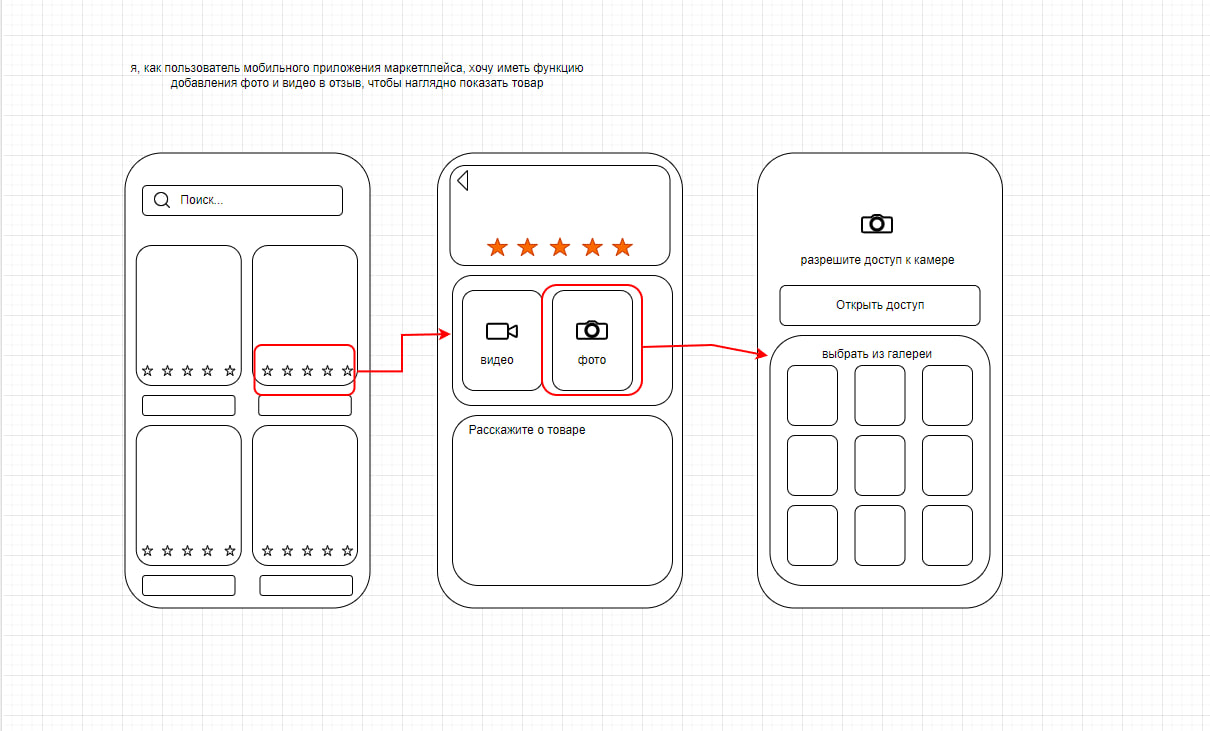 я, как пользователь мобильного приложения маркетплейса, хочу иметь функцию
добавления фото и видео в отзыв, чтобы наглядно показать товар
Поиск...
видео
фото
Расскажите о товаре
разрешите доступ к камере
Открыть доступ
выбрать из галереи